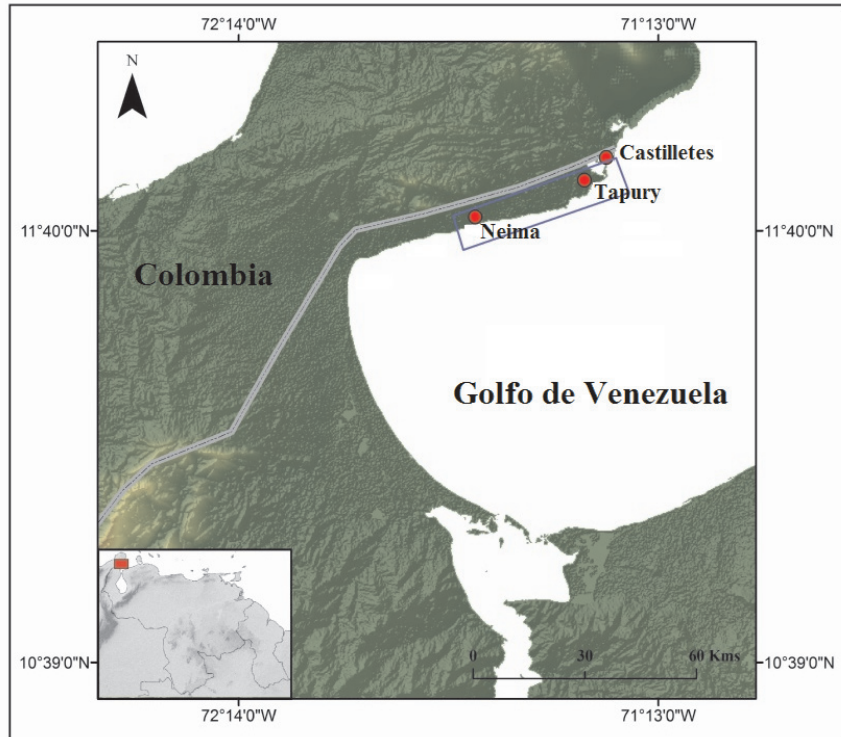 72°14'0"W 71°13'0"W
N
Castilletes
Tapury
Neima
11°40'0"N 11°40'0"N
Colombia
Golfo de Venezuela
0 30 60 Kms
10°39'0"N 10°39'0"N
72°14'0"W 71°13'0"W